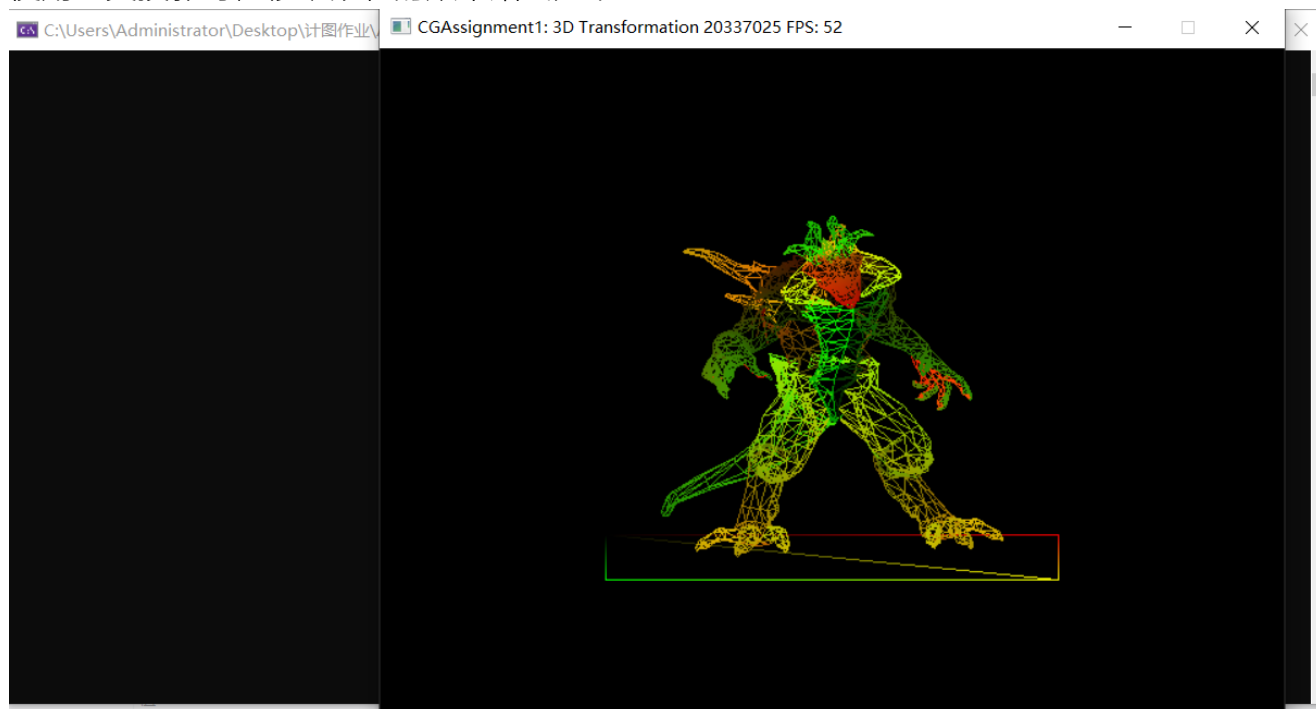 C:\Users\Administrator\Desktop\计图作业\
CGAssignment1: 3D Transformation 20337025 FPS: 52